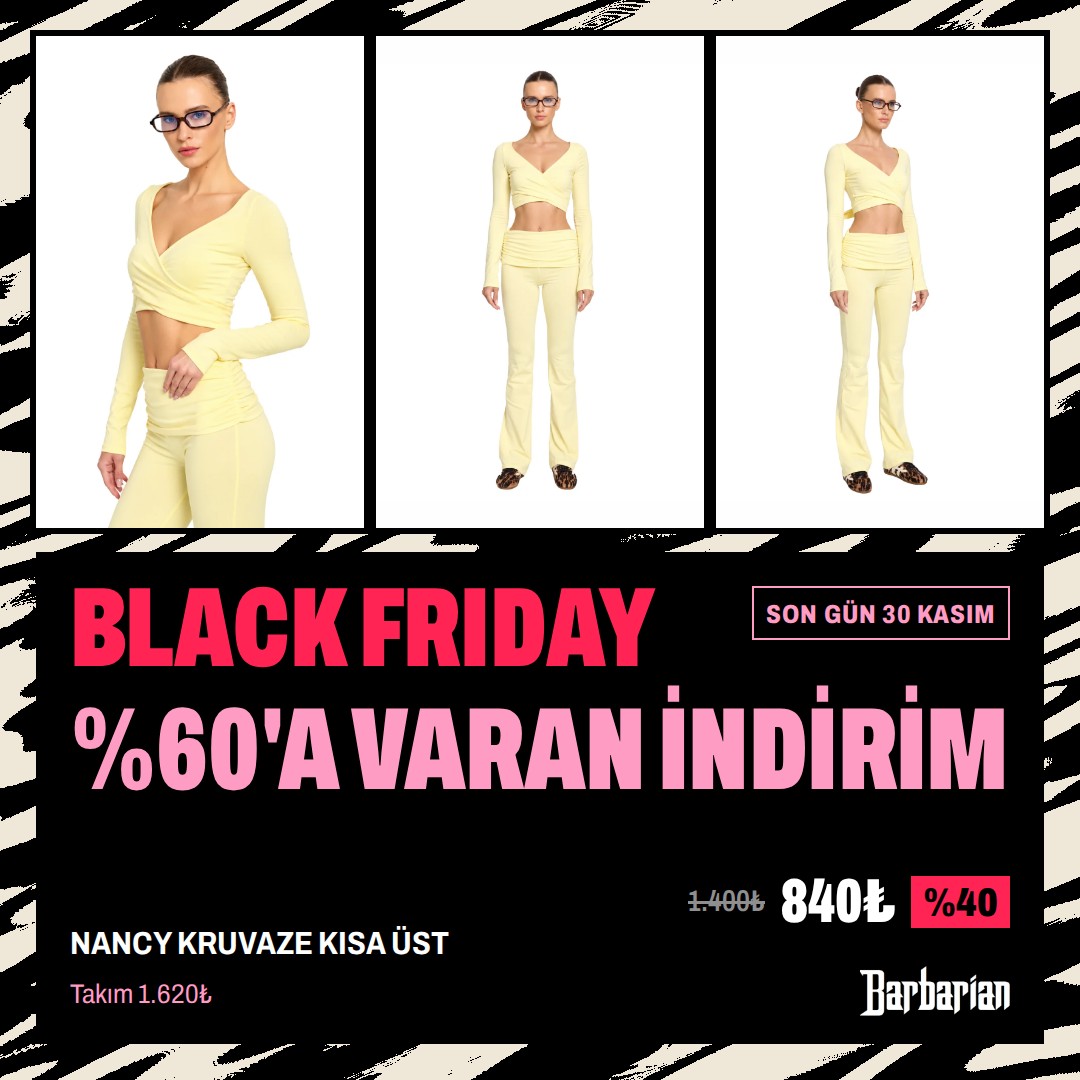 BLACK FRIDAY
SON GÜN 30 KASIM
%60'A VARAN İNDİRİM
1.400₺ 840₺ %40
NANCY KRUVAZE KISA ÜST
Takım 1.620₺
Barbarian